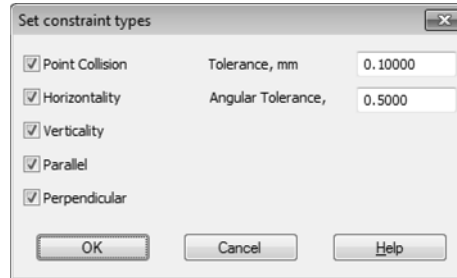 Set constraint types
Point Collision Tolerance, mm 0.10000
Horizontality Angular Tolerance, 0.5000
Verticality
Parallel
Perpendicular
OK Cancel Help